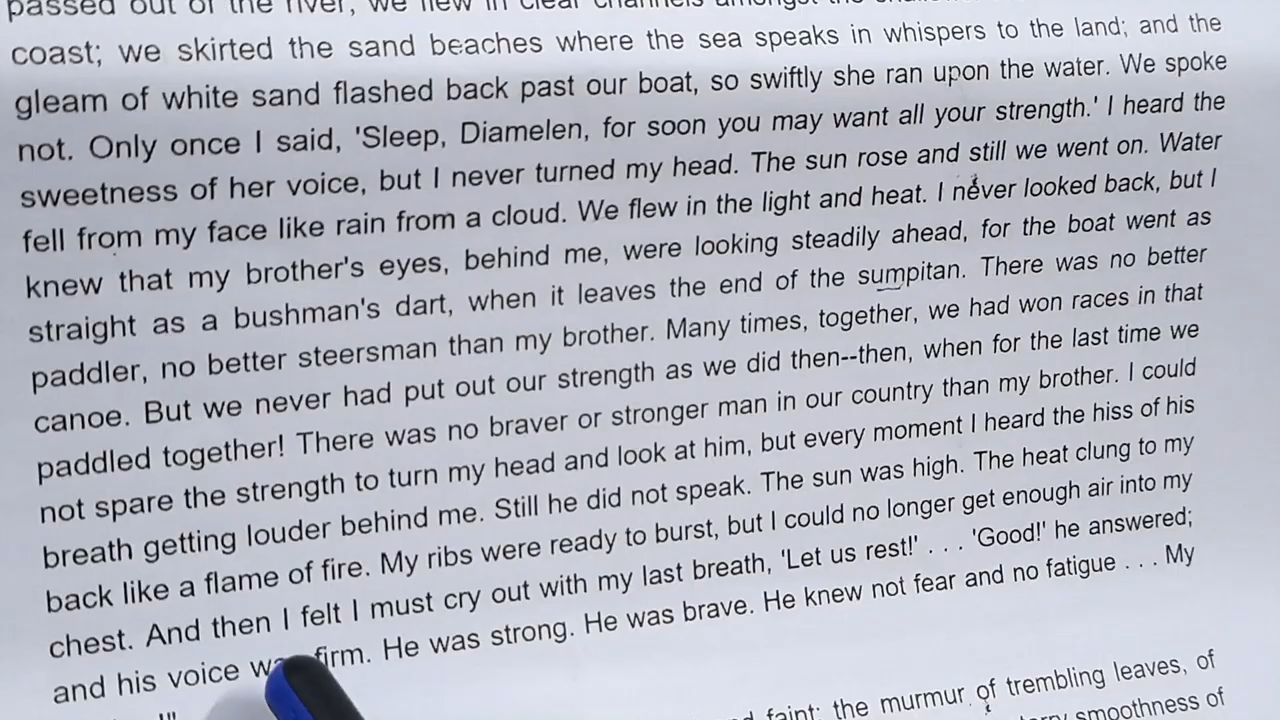 passed out of the river, we flew in clear channels amongst the
coast; we skirted the sand beaches where the sea speaks in whispers to the land; and the
gleam of white sand flashed back past our boat, so swiftly she ran upon the water. We spoke
not. Only once I said, 'Sleep, Diamelen, for soon you may want all your strength.' I heard the
sweetness of her voice, but I never turned my head. The sun rose and still we went on. Water
fell from my face like rain from a cloud. We flew in the light and heat. I never looked back, but I
knew that my brother's eyes, behind me, were looking steadily ahead, for the boat went as
straight as a bushman's dart, when it leaves the end of the sumpitan. There was no better
paddler, no better steersman than my brother. Many times, together, we had won races in that
canoe. But we never had put out our strength as we did then--then, when for the last time we
paddled together! There was no braver or stronger man in our country than my brother. I could
not spare the strength to turn my head and look at him, but every moment I heard the hiss of his
breath getting louder behind me. Still he did not speak. The sun was high. The heat clung to my
back like a flame of fire. My ribs were ready to burst, but I could no longer get enough air into my
chest. And then I felt I must cry out with my last breath, 'Let us rest!' . . . 'Good!' he answered;
and his voice was firm. He was strong. He was brave. He knew not fear and no fatigue . . . My
faint; the murmur of trembling leaves, of
smoothness of